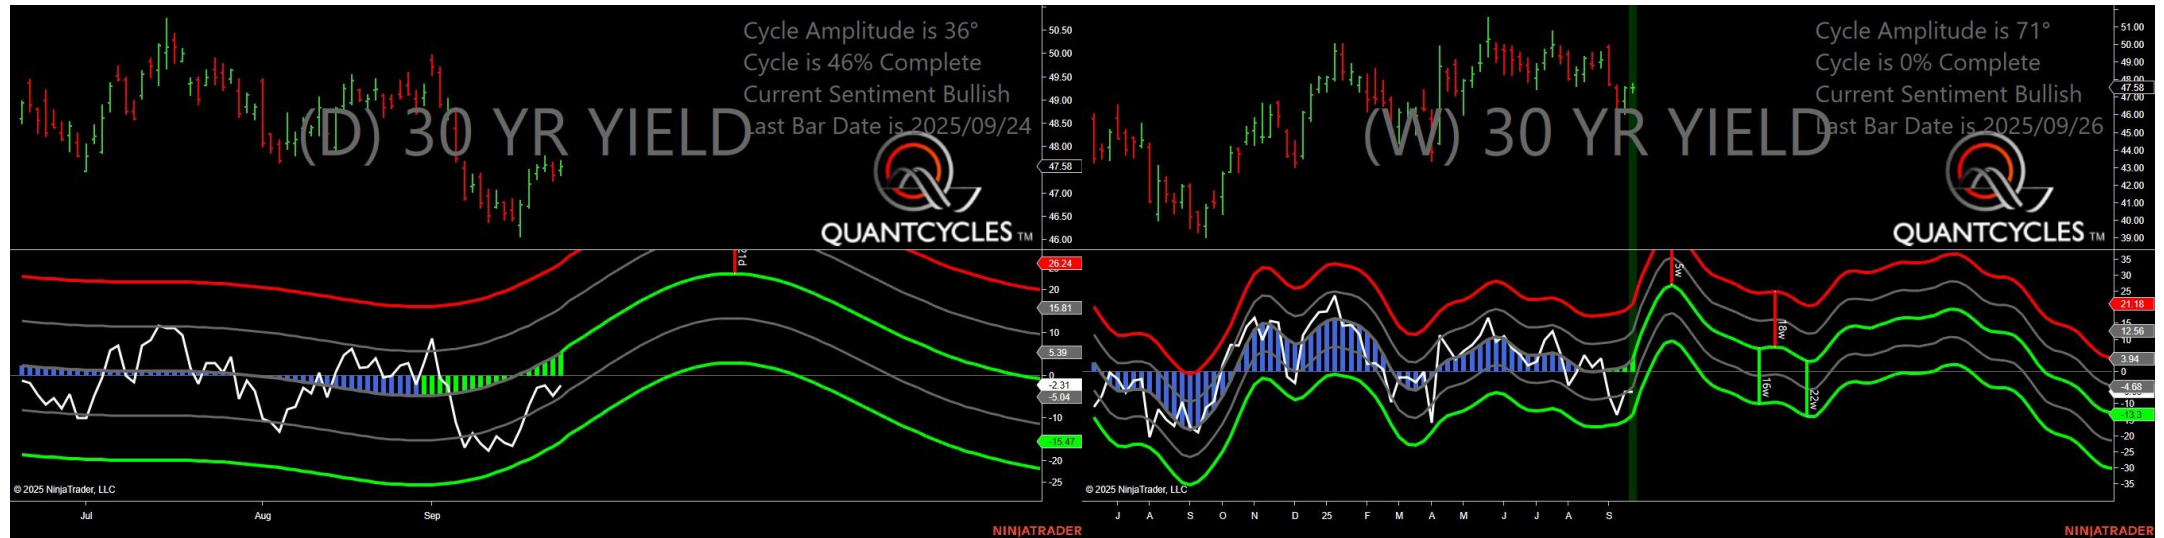 Cycle Amplitude is 36°
Cycle is 46% Complete
Current Sentiment Bullish
Last Bar Date is 2025/09/24
(D) 30 YR YIELD
QUANTCYCLES TM
50.50
50.00
49.50
49.00
48.50
48.00
47.58
47.00
46.50
46.00
21d
26.24
20
15.81
10
5.39
0
-2.31
-5.04
-10
-15.47
-20
-25
© 2025 NinjaTrader, LLC
Jul Aug Sep
NINJATRADER
Cycle Amplitude is 71°
Cycle is 0% Complete
Current Sentiment Bullish
Last Bar Date is 2025/09/26
(W) 30 YR YIELD
QUANTCYCLES TM
51.00
50.00
49.00
48.00
47.58
47.00
46.00
45.00
44.00
43.00
42.00
41.00
40.00
39.00
5w
18w
16w
22w
35
30
25
21.18
15
12.56
10
3.94
0
-4.68
-10
-13.3
-20
-25
-30
-35
© 2025 NinjaTrader, LLC
J A S O N D 25 F M A M J J A S
NINJATRADER